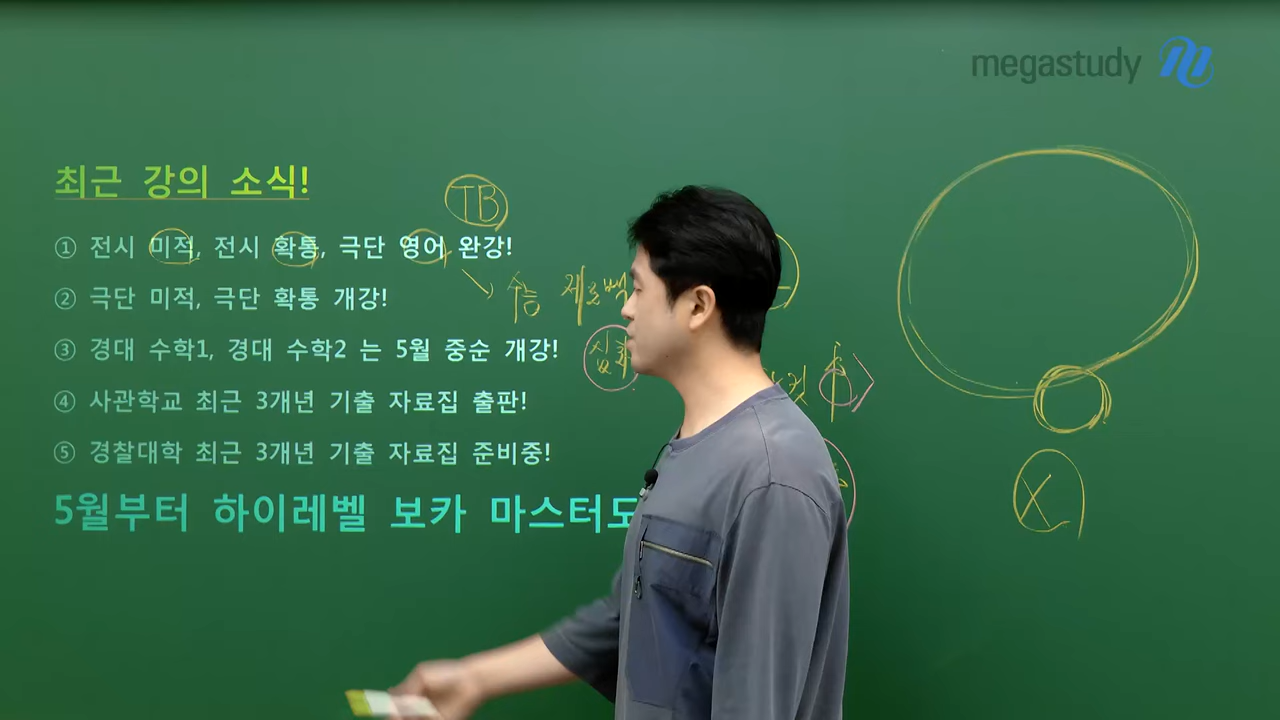 megastudy
최근 강의 소식!
TB
① 전시 미적, 전시 확통, 극단 영어 완강!
② 극단 미적, 극단 확통 개강!
수능
③ 경대 수학1, 경대 수학2 는 5월 중순 개강!
④ 사관학교 최근 3개년 기출 자료집 출판!
⑤ 경찰대학 최근 3개년 기출 자료집 준비중!
5월부터 하이레벨 보카 마스터도
X